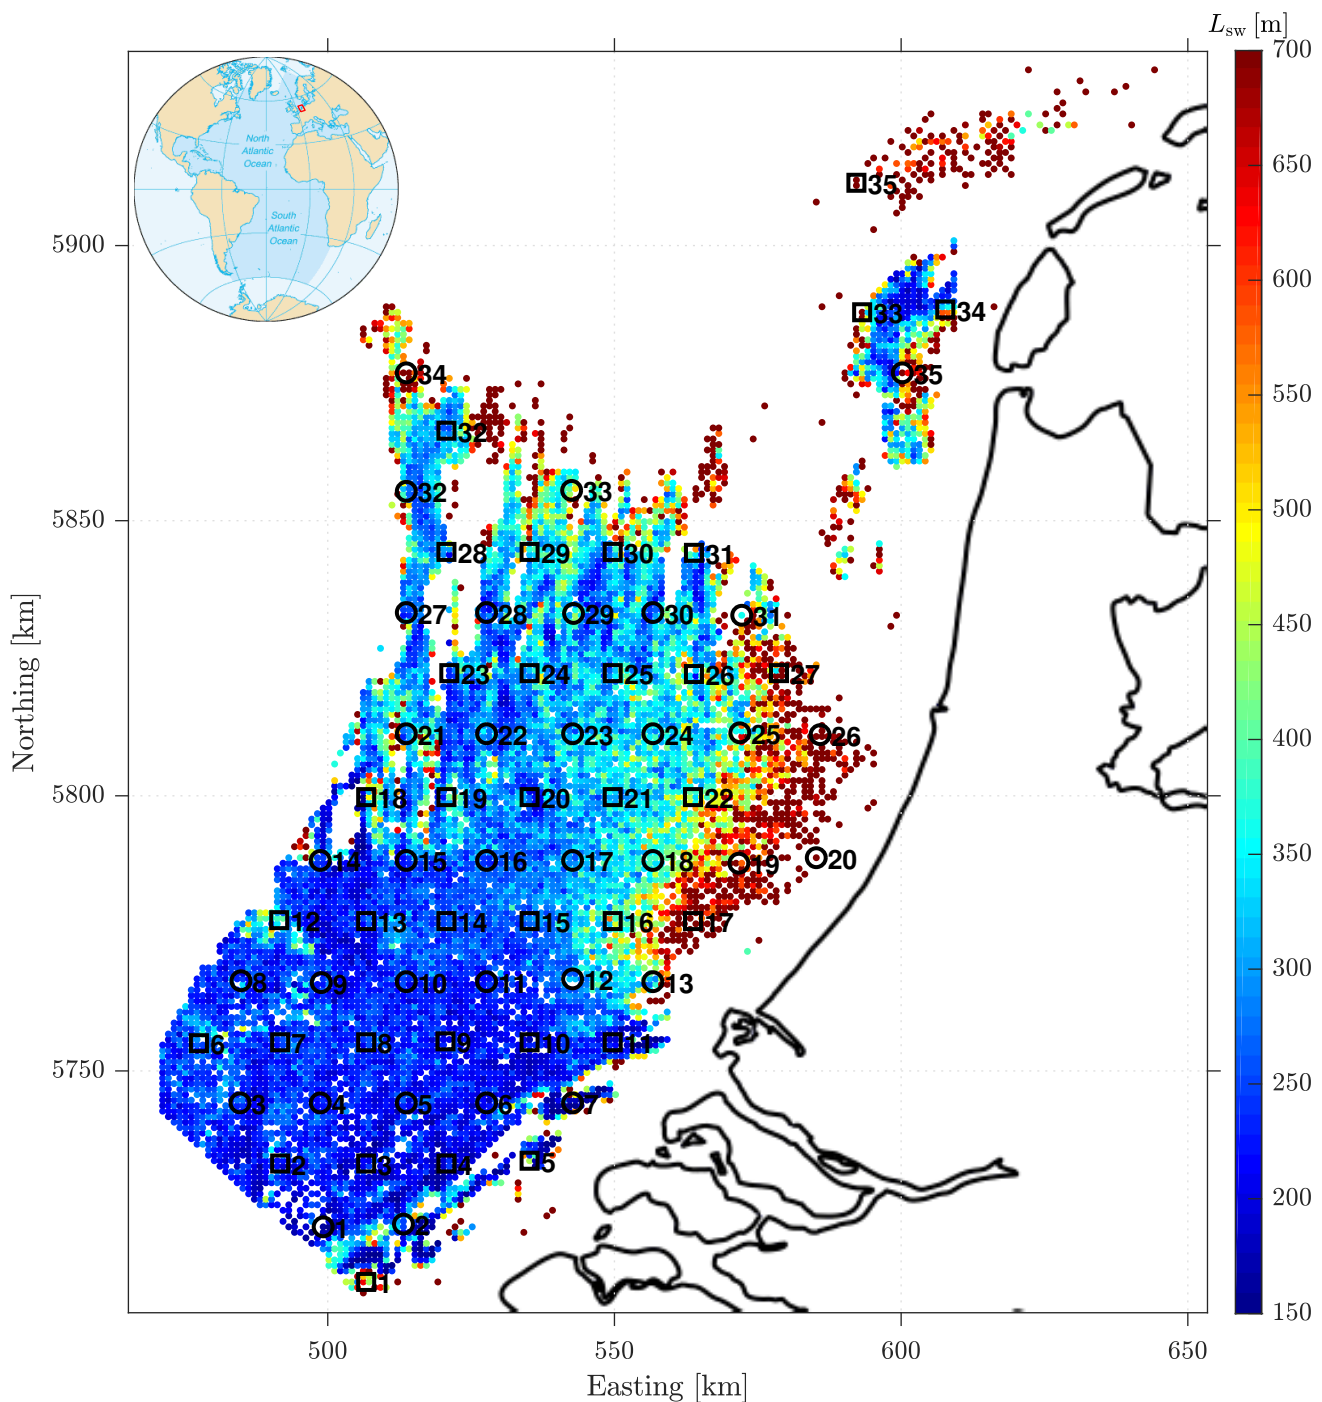 L_sw [m]
700
650
600
550
500
450
400
350
300
250
200
150
North
Atlantic
Ocean
South
Atlantic
Ocean
5900
5850
5800
5750
Northing [km]
35
33 34
34 35
32
32 33
28 29 30 31
27 28 29 30 31
23 24 25 26 27
21 22 23 24 25 26
18 19 20 21 22
14 15 16 17 18 19 20
12 13 14 15 16 17
8 9 10 11 12 13
6 7 8 9 10 11
3 4 5 6 7
2 3 4 5
1 2
1
500 550 600 650
Easting [km]